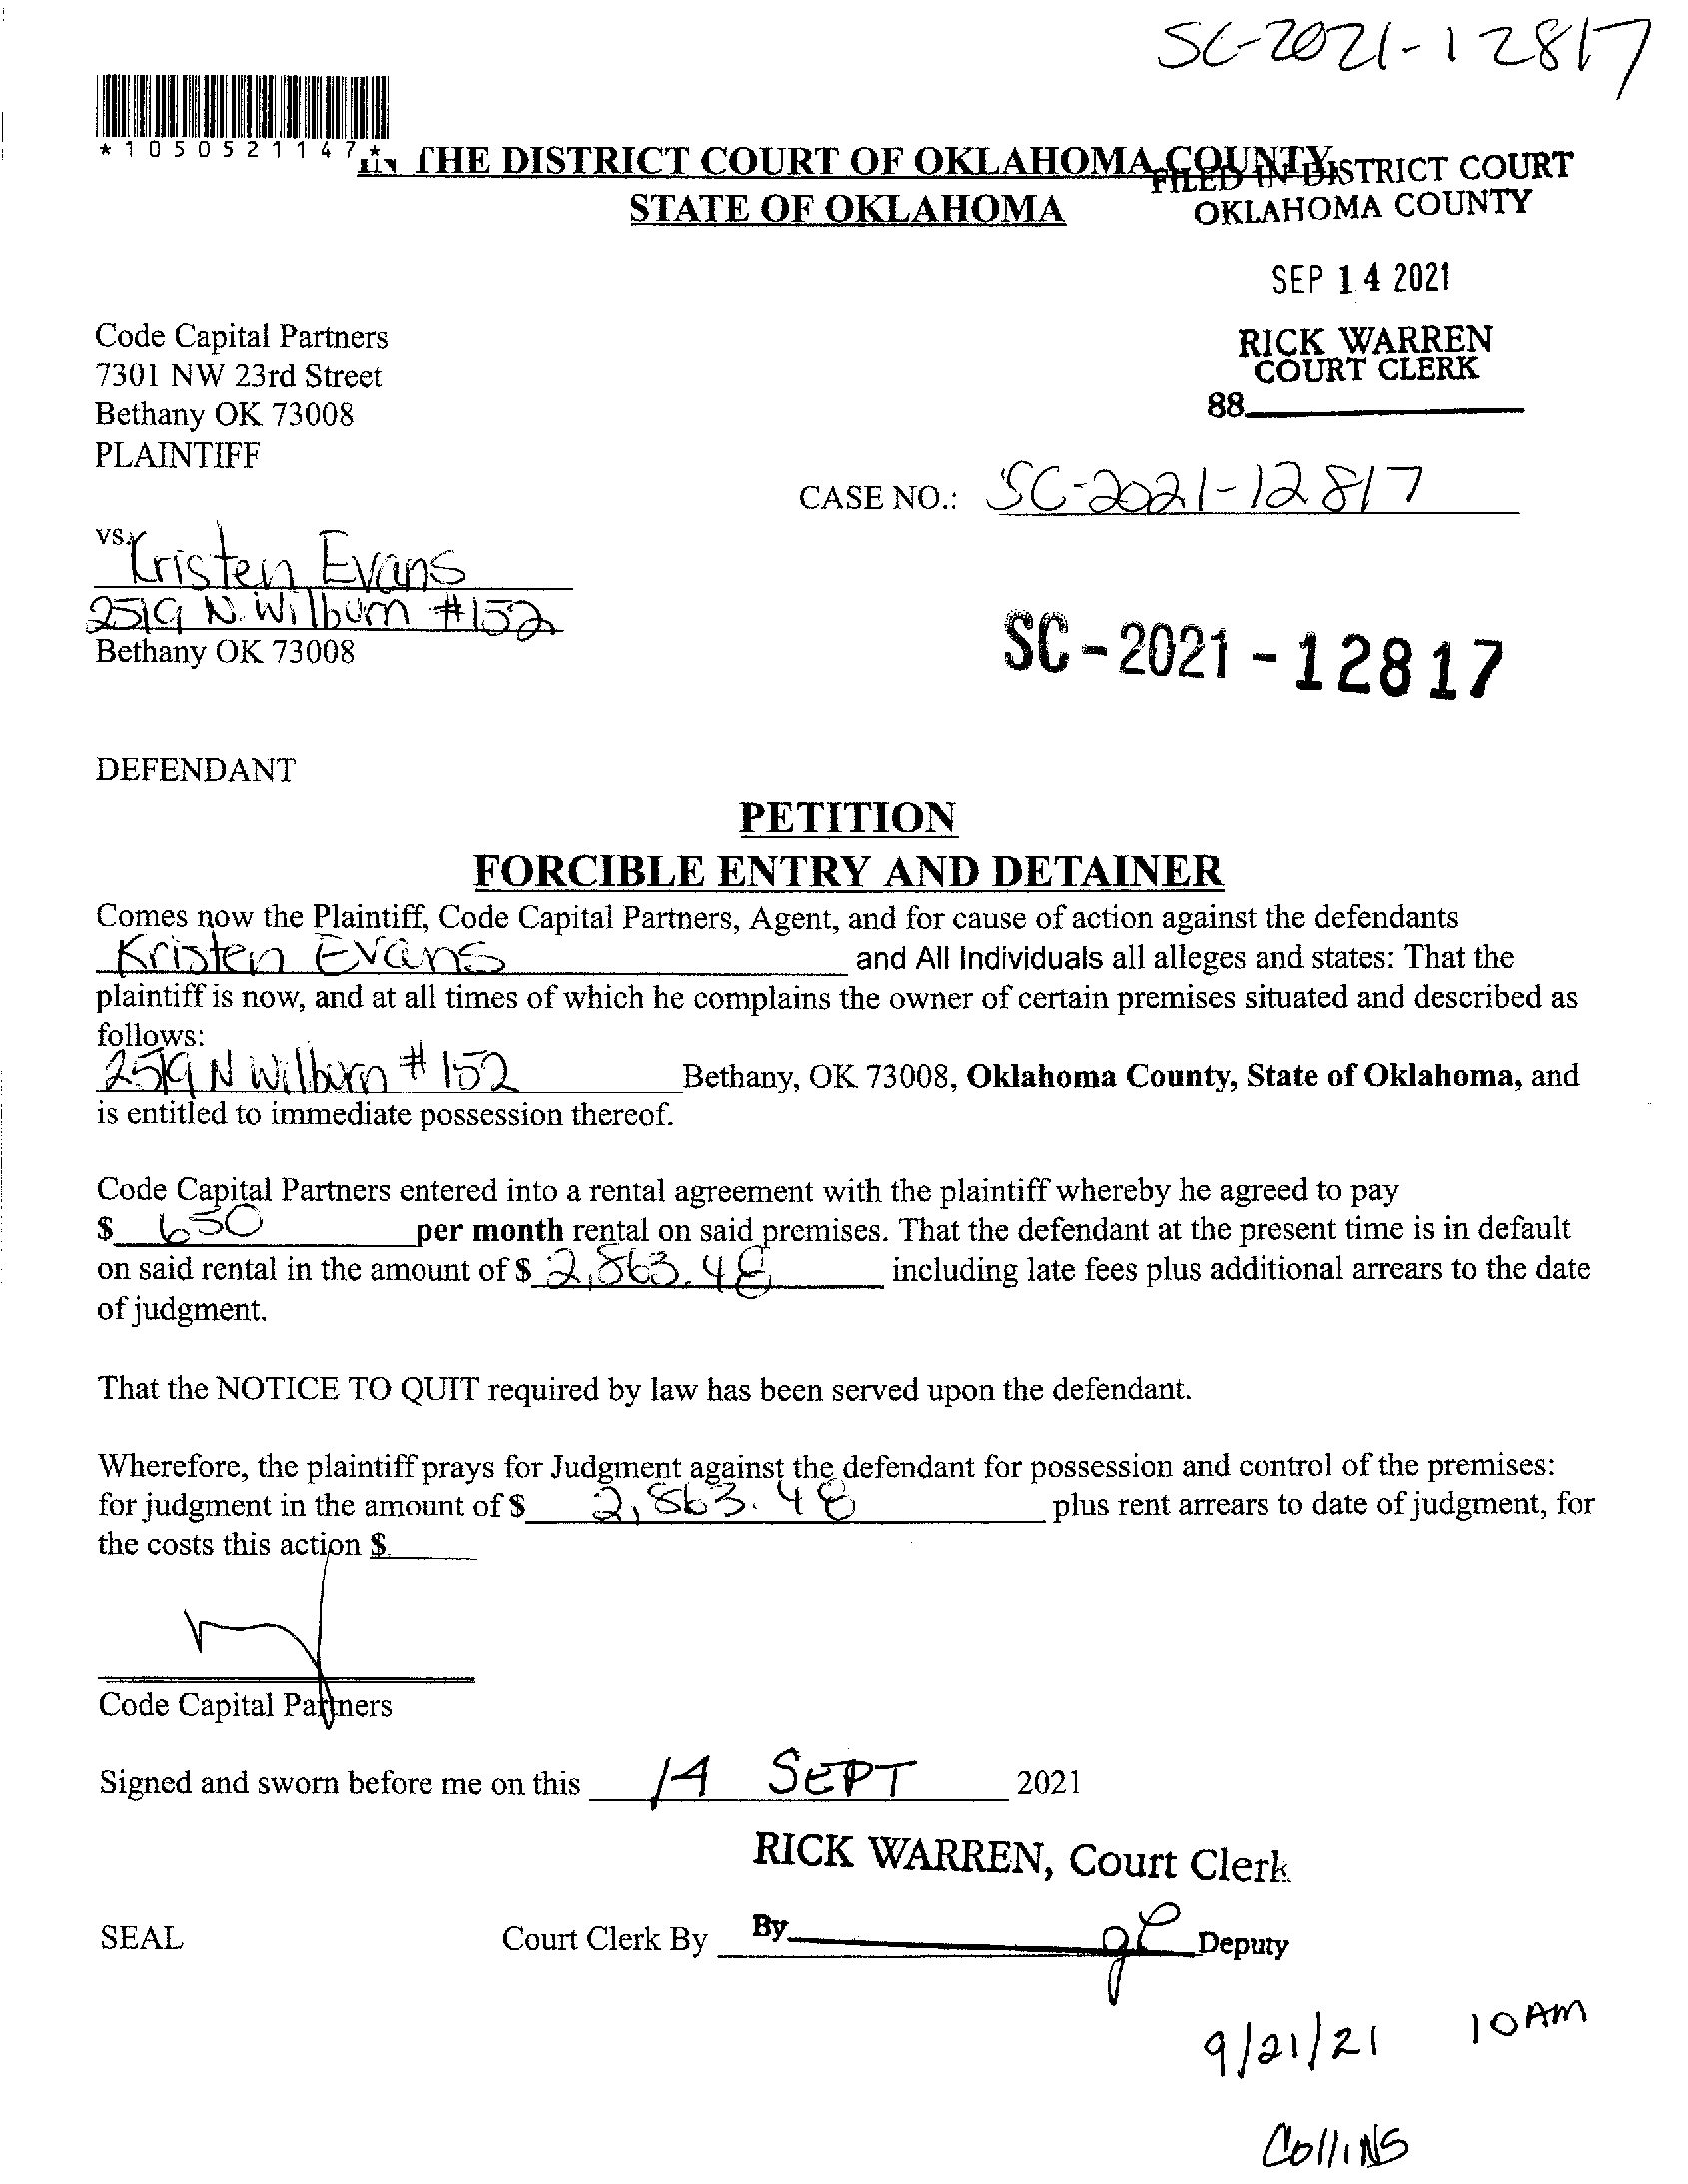 SC-2021-12817
*1050521147*
IN THE DISTRICT COURT OF OKLAHOMA COUNTY
STATE OF OKLAHOMA
FILED IN DISTRICT COURT
OKLAHOMA COUNTY
SEP 14 2021
RICK WARREN
COURT CLERK
88
Code Capital Partners
7301 NW 23rd Street
Bethany OK 73008
PLAINTIFF
CASE NO.: SC-2021-12817
vs.
Kristen Evans
2519 N. Wilburn #152
Bethany OK 73008
SC-2021-12817
DEFENDANT
PETITION
FORCIBLE ENTRY AND DETAINER
Comes now the Plaintiff, Code Capital Partners, Agent, and for cause of action against the defendants
Kristen Evans and All Individuals all alleges and states: That the
plaintiff is now, and at all times of which he complains the owner of certain premises situated and described as
follows:
2519 N Wilburn #152 Bethany, OK 73008, Oklahoma County, State of Oklahoma, and
is entitled to immediate possession thereof.
Code Capital Partners entered into a rental agreement with the plaintiff whereby he agreed to pay
$ 650 per month rental on said premises. That the defendant at the present time is in default
on said rental in the amount of $ 2,863.48 including late fees plus additional arrears to the date
of judgment.
That the NOTICE TO QUIT required by law has been served upon the defendant.
Wherefore, the plaintiff prays for Judgment against the defendant for possession and control of the premises:
for judgment in the amount of $ 2,863.48 plus rent arrears to date of judgment, for
the costs this action $
Code Capital Partners
Signed and sworn before me on this 14 SEPT 2021
RICK WARREN, Court Clerk
SEAL Court Clerk By By Deputy
9/21/21 10AM
Collins